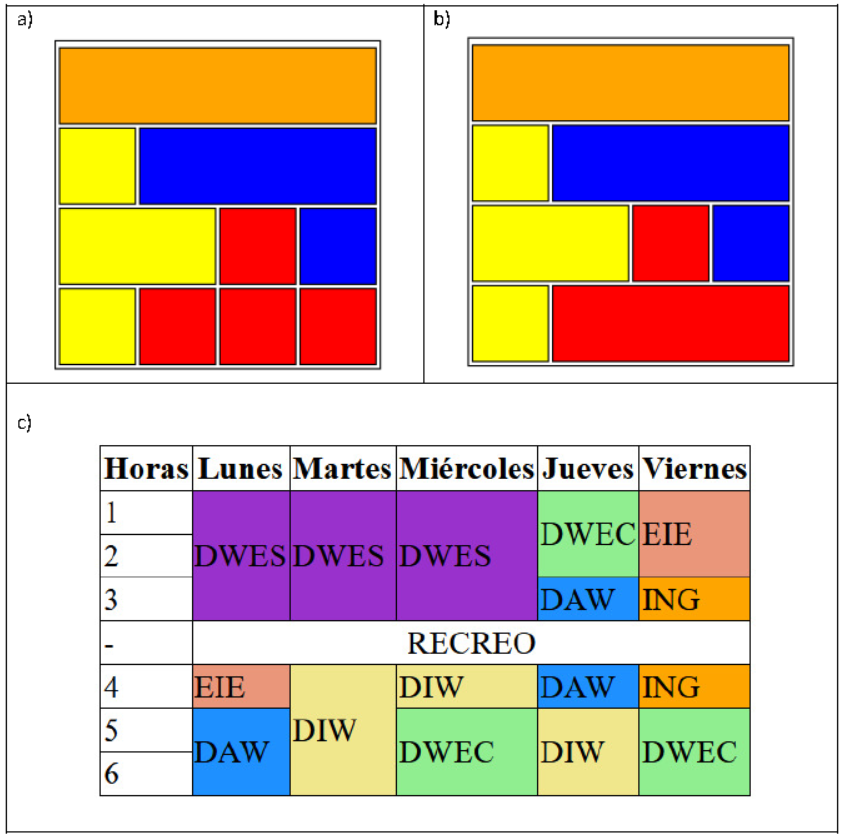 a)
b)
c)
Horas Lunes Martes Miércoles Jueves Viernes
1
DWEC EIE
2
DWES DWES DWES
3
DAW ING
-
RECREO
4
EIE DIW DAW ING
5
DIW
DAW DWEC DIW DWEC
6